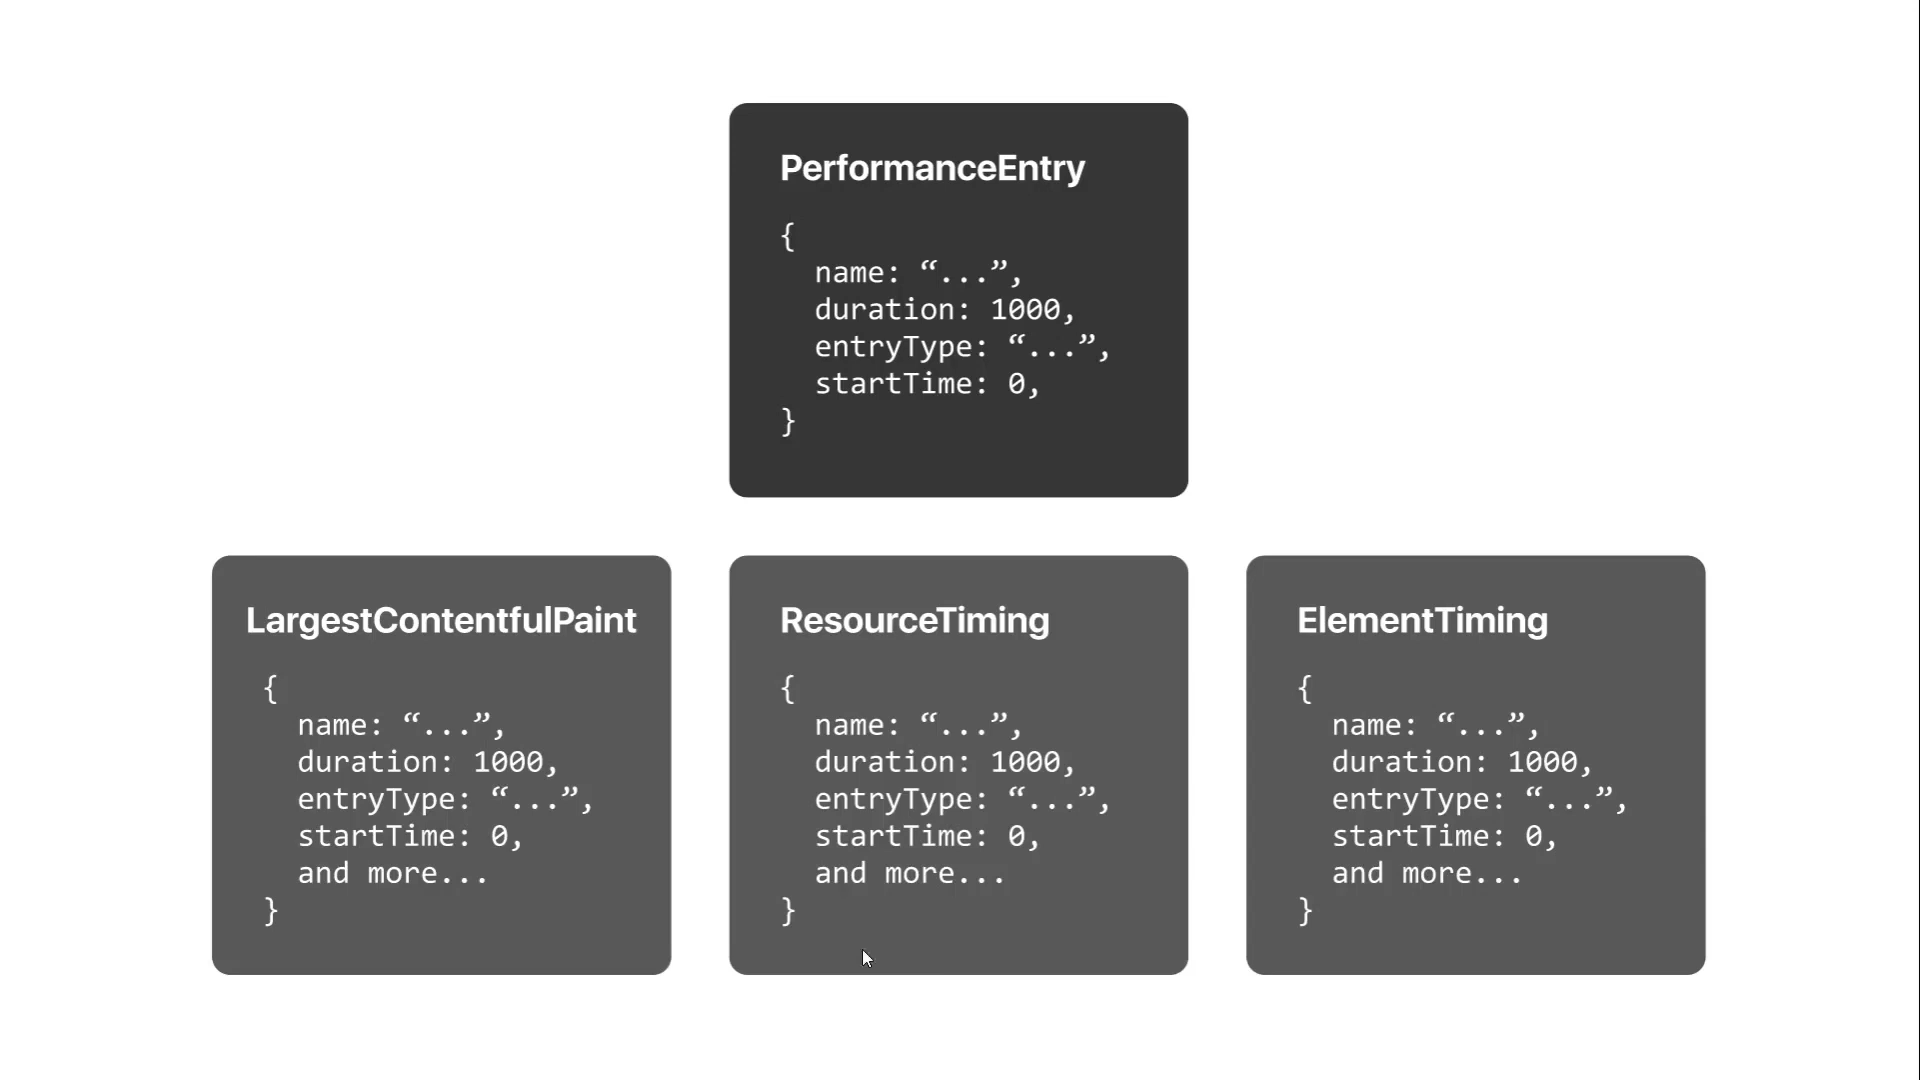 PerformanceEntry
{
name: “...”,
duration: 1000,
entryType: “...”,
startTime: 0,
}
LargestContentfulPaint
{
name: “...”,
duration: 1000,
entryType: “...”,
startTime: 0,
and more...
}
ResourceTiming
{
name: “...”,
duration: 1000,
entryType: “...”,
startTime: 0,
and more...
}
ElementTiming
{
name: “...”,
duration: 1000,
entryType: “...”,
startTime: 0,
and more...
}